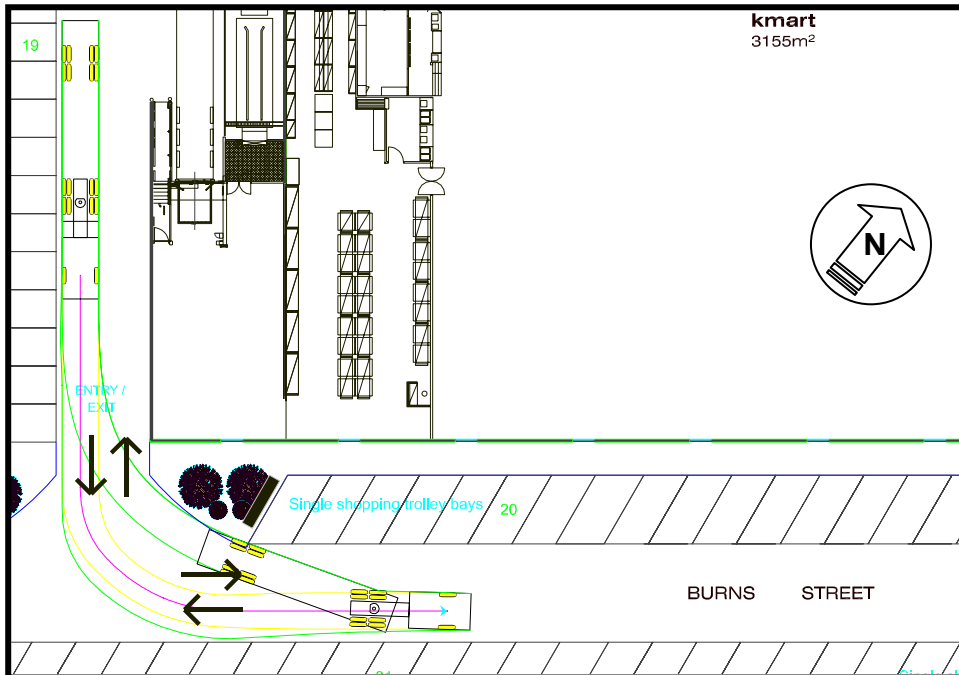 kmart
3155m²
19
N
ENTRY /
EXIT
Single shopping trolley bays
20
BURNS STREET